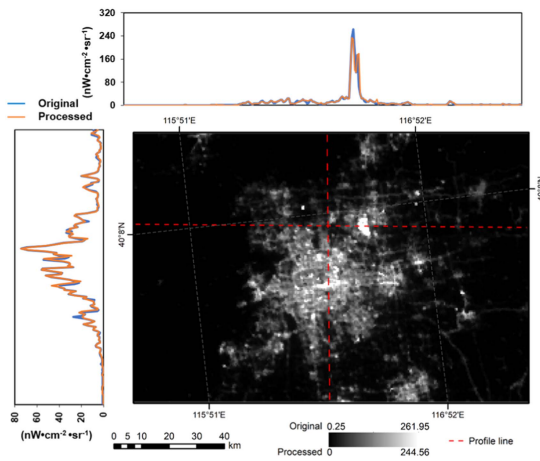 320
240
160
80
0
(nW•cm-2•sr-1)
Original
Processed
115°51'E 116°52'E
40°8'N
40°8'N
115°51'E 116°52'E
80 60 40 20 0
(nW•cm-2•sr-1)
0 5 10 20 30 40
km
Original 0.25 261.95
Processed 0 244.56
Profile line